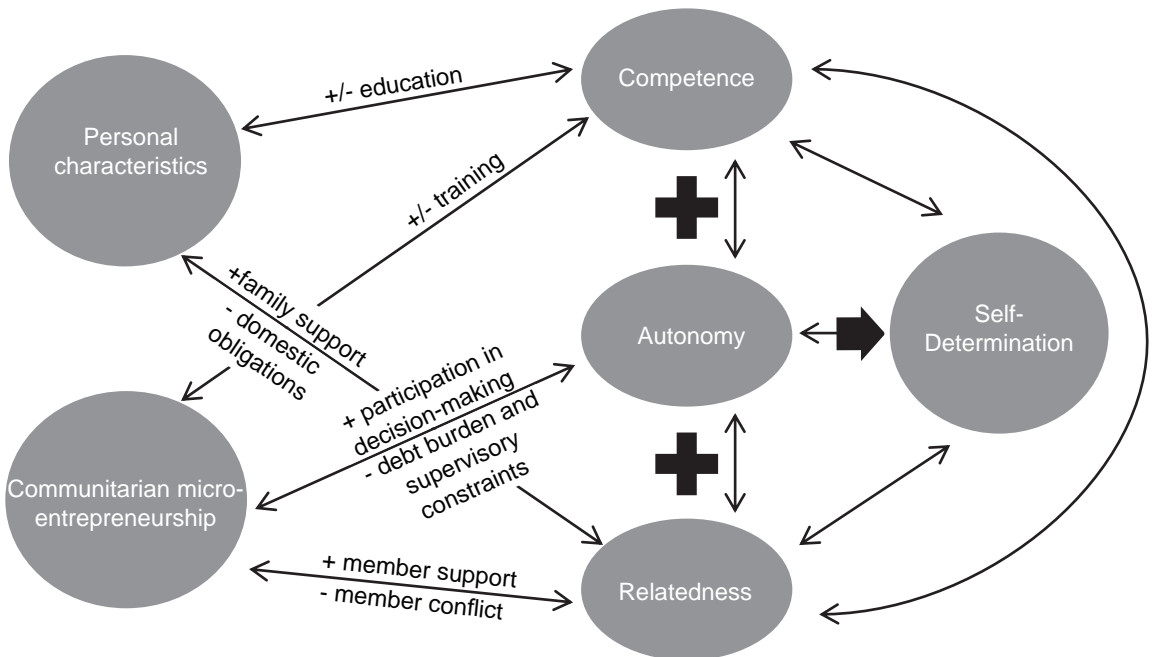 Personal
characteristics
Communitarian micro-
entrepreneurship
+/- education
+/- training
+family support
- domestic
obligations
+ participation in
decision-making
- debt burden and
supervisory
constraints
+ member support
- member conflict
Competence
Autonomy
Relatedness
Self-
Determination